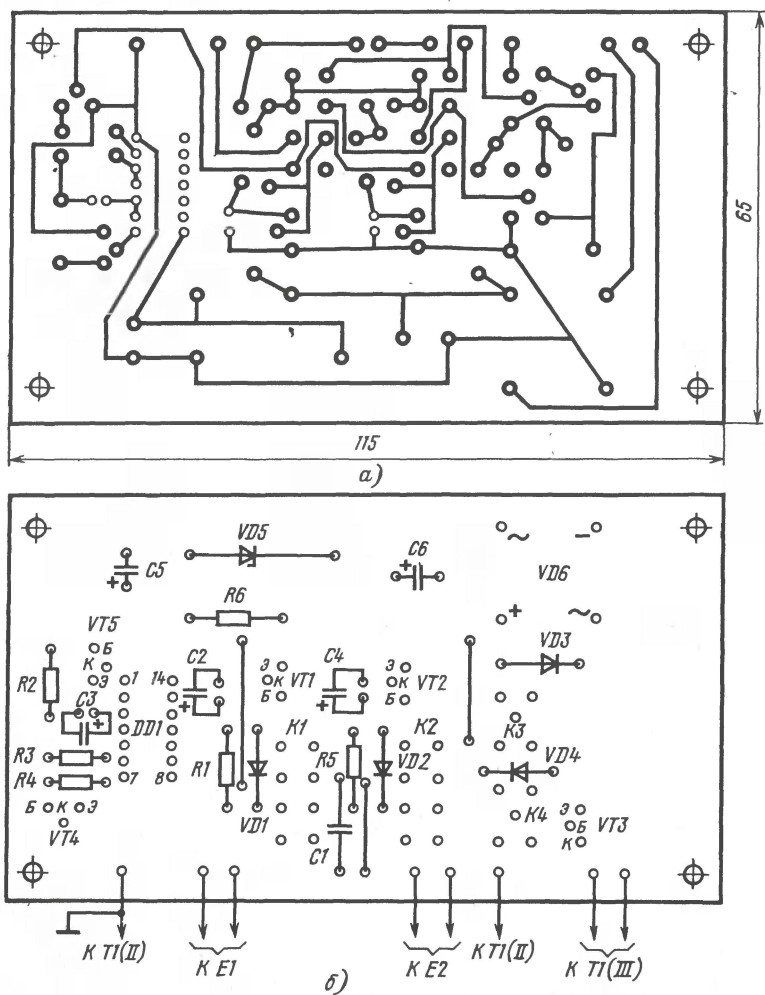 65
115
а)
VD5
C6
~
−
+
C5
VD6
+
~
R6
VD3
VT5
Б
К
Э
C2
+
Э
К
Б
VT1
C4
+
Э
К
Б
VT2
R2
C3
+
1
14
DD1
7
8
R3
R4
Б
К
Э
VT4
R1
VD1
K1
R5
C1
VD2
K2
K3
VD4
K4
Э
Б
К
VT3
К T1(II)
К E1
К E2
К T1(II)
К T1(III)
б)